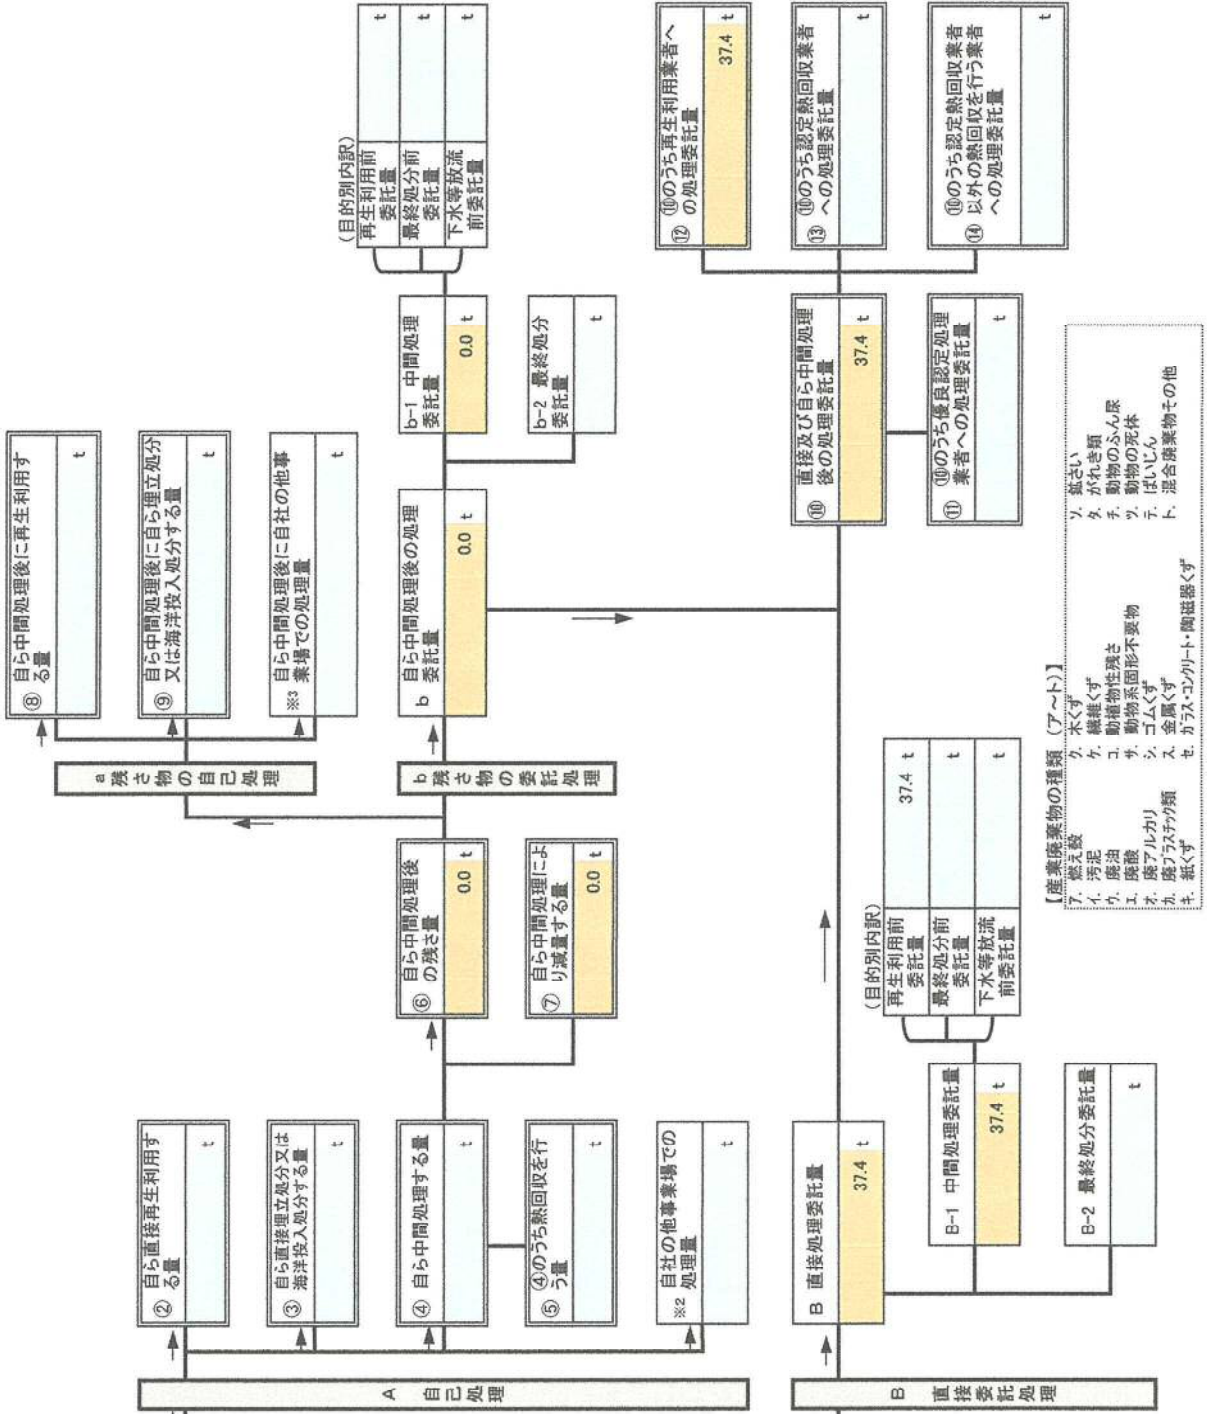 A 自己処理
② 自ら直接再生利用す
る量
t
③ 自ら直接埋立処分又は
海洋投入処分する量
t
④ 自ら中間処理する量
t
⑤ ④のうち熱回収を行
う量
t
※2 自社の他事業場での
処理量
t
⑥ 自ら中間処理後
の残さ量
0.0 t
⑦ 自ら中間処理によ
り減量する量
0.0 t
a 残さ物の自己処理
⑧ 自ら中間処理後に再生利用す
る量
t
⑨ 自ら中間処理後に自ら埋立処分
又は海洋投入処分する量
t
※3 自ら中間処理後に自社の他事
業場での処理量
t
b 残さ物の委託処理
b 自ら中間処理後の処理
委託量
0.0 t
b-1 中間処理
委託量
0.0 t
b-2 最終処分
委託量
t
(目的別内訳)
再生利用前
委託量
t
最終処分前
委託量
t
下水等放流
前委託量
t
B 直接委託処理
B 直接処理委託量
37.4 t
B-1 中間処理委託量
37.4 t
B-2 最終処分委託量
t
(目的別内訳)
再生利用前
委託量
37.4 t
最終処分前
委託量
t
下水等放流
前委託量
t
⑩ 直接及び自ら中間処理
後の処理委託量
37.4 t
⑪ ⑩のうち優良認定処理
業者への処理委託量
t
⑫ ⑩のうち再生利用業者へ
の処理委託量
37.4 t
⑬ ⑩のうち認定熱回収業者
への処理委託量
t
⑭ ⑩のうち認定熱回収業者
以外の熱回収を行う業者
への処理委託量
t
【産業廃棄物の種類 (ア～ト)】
ア. 燃え殻
イ. 汚泥
ウ. 廃油
エ. 廃酸
オ. 廃アルカリ
カ. 廃プラスチック類
キ. 紙くず
ク. 木くず
ケ. 繊維くず
コ. 動植物性残さ
サ. 動物系固形不要物
シ. ゴムくず
ス. 金属くず
セ. ガラス・コンクリート・陶磁器くず
ソ. 鉱さい
タ. がれき類
チ. 動物のふん尿
ツ. 動物の死体
テ. ばいじん
ト. 混合廃棄物その他